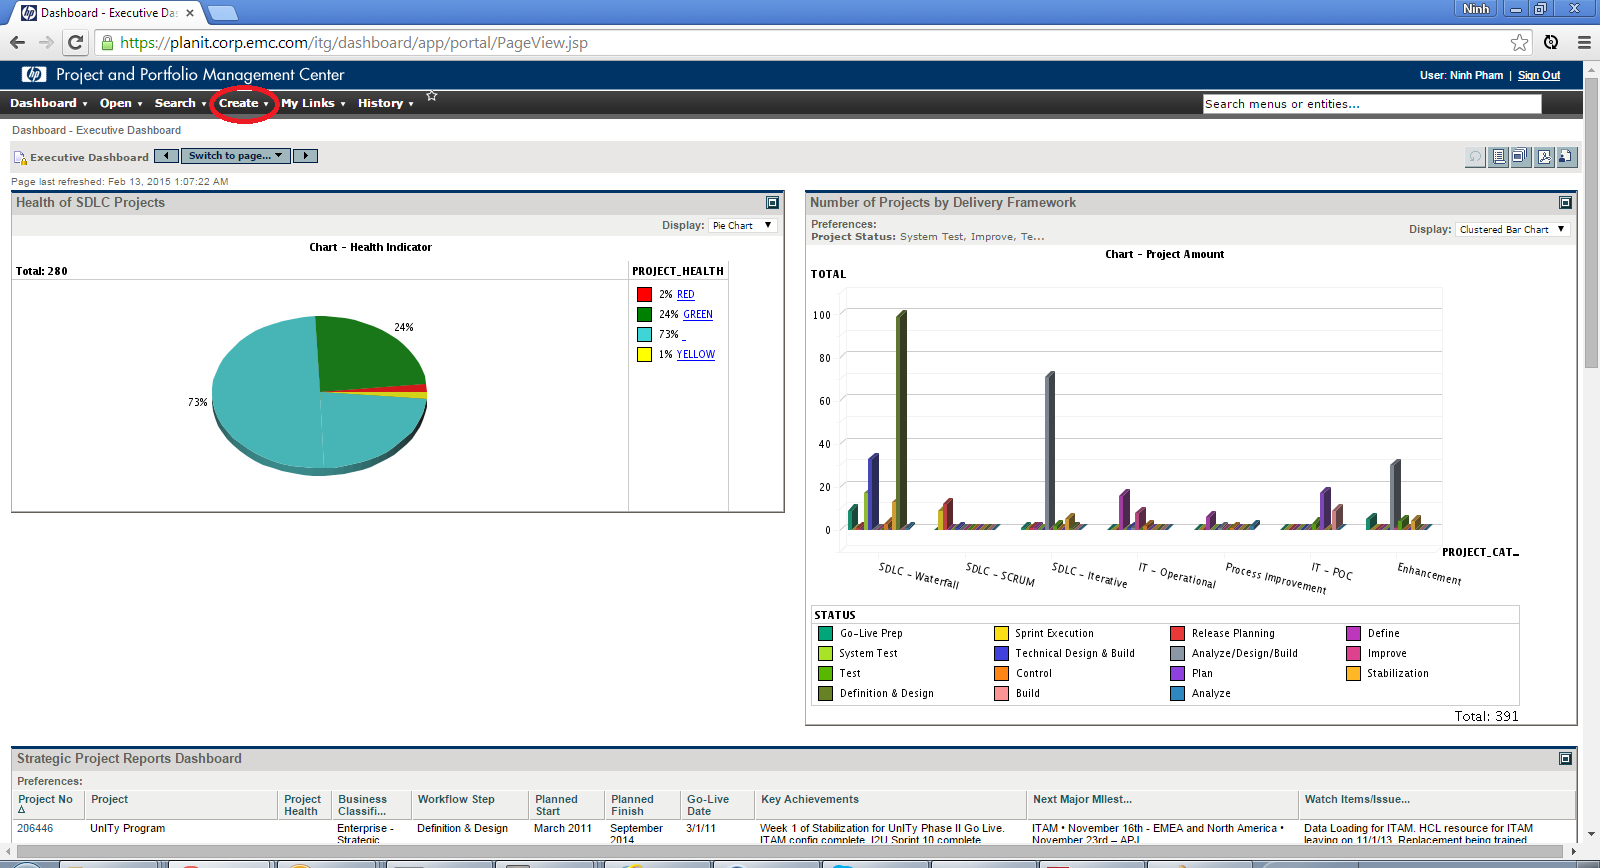 Dashboard - Executive Das
Ninh
https://planit.corp.emc.com/itg/dashboard/app/portal/PageView.jsp
hp Project and Portfolio Management Center
User: Ninh Pham | Sign Out
Dashboard Open Search Create My Links History
Search menus or entities...
Dashboard - Executive Dashboard
Executive Dashboard Switch to page...
Page last refreshed: Feb 13, 2015 1:07:22 AM
Health of SDLC Projects
Display: Pie Chart
Chart - Health Indicator
Total: 280
PROJECT_HEALTH
2% RED
24% GREEN
73% _
1% YELLOW
24%
73%
Number of Projects by Delivery Framework
Preferences:
Project Status: System Test, Improve, Te...
Display: Clustered Bar Chart
Chart - Project Amount
TOTAL
100
80
60
40
20
0
PROJECT_CAT...
SDLC - Waterfall
SDLC - SCRUM
SDLC - Iterative
IT - Operational
Process Improvement
IT - POC
Enhancement
STATUS
Go-Live Prep Sprint Execution Release Planning Define
System Test Technical Design & Build Analyze/Design/Build Improve
Test Control Plan Stabilization
Definition & Design Build Analyze
Total: 391
Strategic Project Reports Dashboard
Preferences:
Project No Project Project Health Business Classifi... Workflow Step Planned Start Planned Finish Go-Live Date Key Achievements Next Major MIlest... Watch Items/Issue...
206446 UnITy Program Enterprise - Definition & Design March 2011 September 3/1/11 Week 1 of Stabilization for UnITy Phase II Go Live. ITAM • November 16th - EMEA and North America • Data Loading for ITAM. HCL resource for ITAM
Strategic 2014 ITAM config complete. I2U Sprint 10 complete November 23rd – APJ leaving on 11/1/13. Replacement being trained